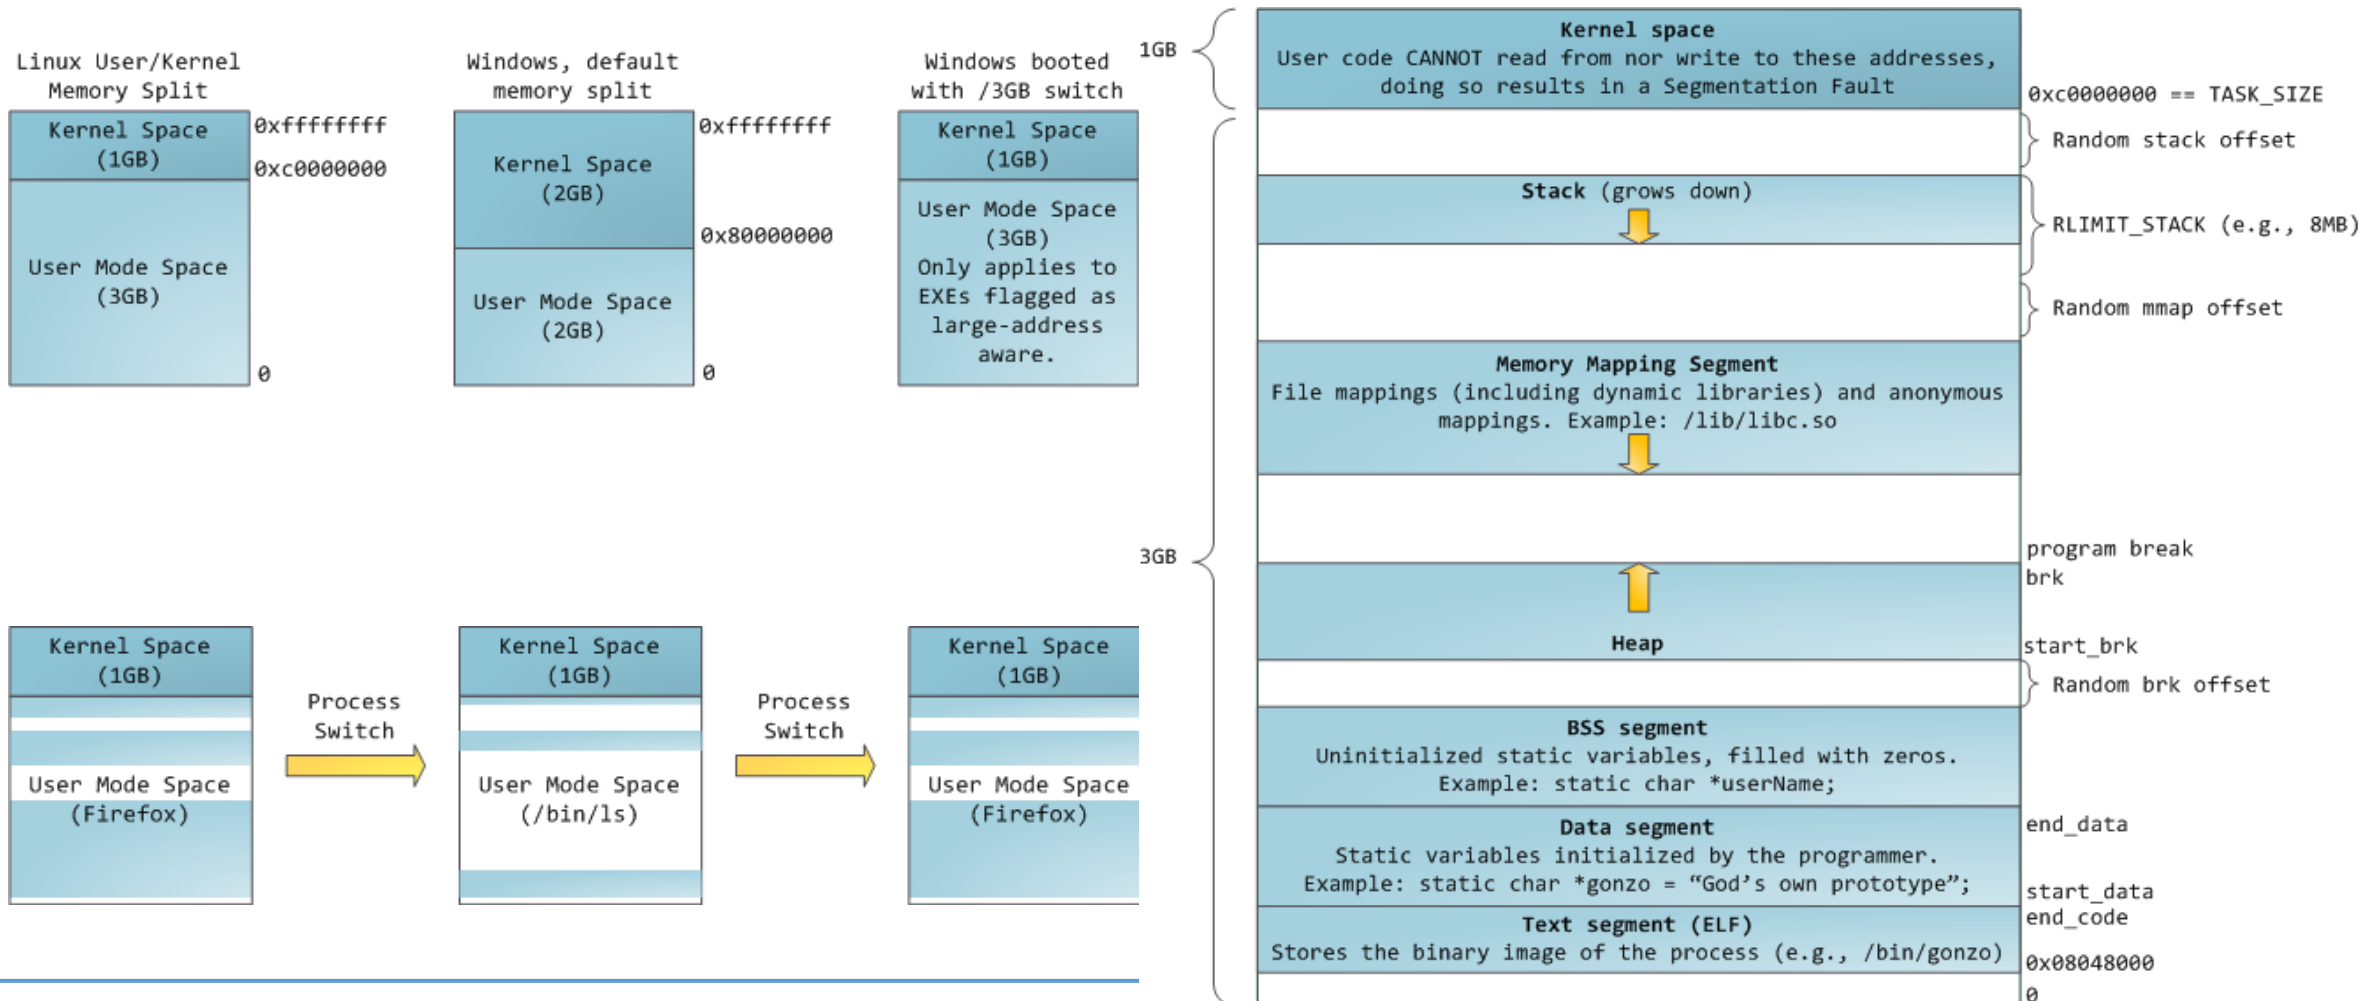 Linux User/Kernel
Memory Split
Kernel Space
(1GB)
0xffffffff
0xc0000000
User Mode Space
(3GB)
0
Windows, default
memory split
Kernel Space
(2GB)
0xffffffff
0x80000000
User Mode Space
(2GB)
0
Windows booted
with /3GB switch
Kernel Space
(1GB)
User Mode Space
(3GB)
Only applies to
EXEs flagged as
large-address
aware.
Kernel Space
(1GB)
User Mode Space
(Firefox)
Process
Switch
Kernel Space
(1GB)
User Mode Space
(/bin/ls)
Process
Switch
Kernel Space
(1GB)
User Mode Space
(Firefox)
1GB
Kernel space
User code CANNOT read from nor write to these addresses,
doing so results in a Segmentation Fault
0xc0000000 == TASK_SIZE
Random stack offset
Stack (grows down)
RLIMIT_STACK (e.g., 8MB)
Random mmap offset
Memory Mapping Segment
File mappings (including dynamic libraries) and anonymous
mappings. Example: /lib/libc.so
3GB
program break
brk
Heap
start_brk
Random brk offset
BSS segment
Uninitialized static variables, filled with zeros.
Example: static char *userName;
Data segment
Static variables initialized by the programmer.
Example: static char *gonzo = “God’s own prototype”;
end_data
start_data
Text segment (ELF)
Stores the binary image of the process (e.g., /bin/gonzo)
end_code
0x08048000
0